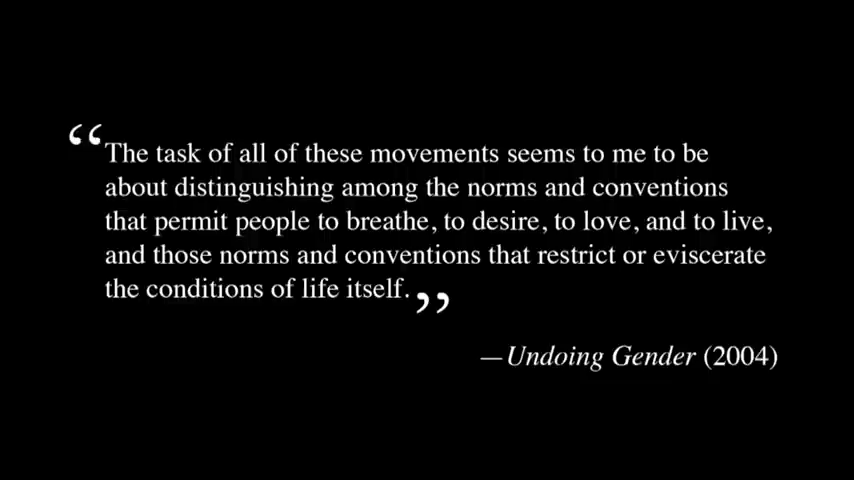 “The task of all of these movements seems to me to be
about distinguishing among the norms and conventions
that permit people to breathe, to desire, to love, and to live,
and those norms and conventions that restrict or eviscerate
the conditions of life itself.”
—Undoing Gender (2004)